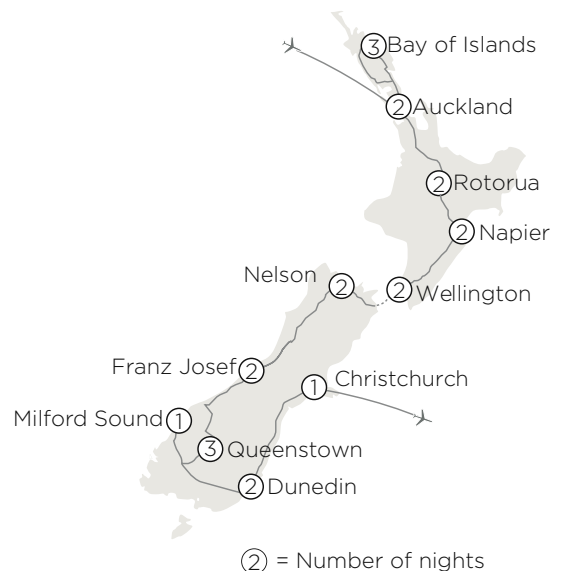 3 Bay of Islands
2 Auckland
2 Rotorua
2 Napier
Nelson 2
2 Wellington
Franz Josef 2
1 Christchurch
Milford Sound 1
3 Queenstown
2 Dunedin
2 = Number of nights